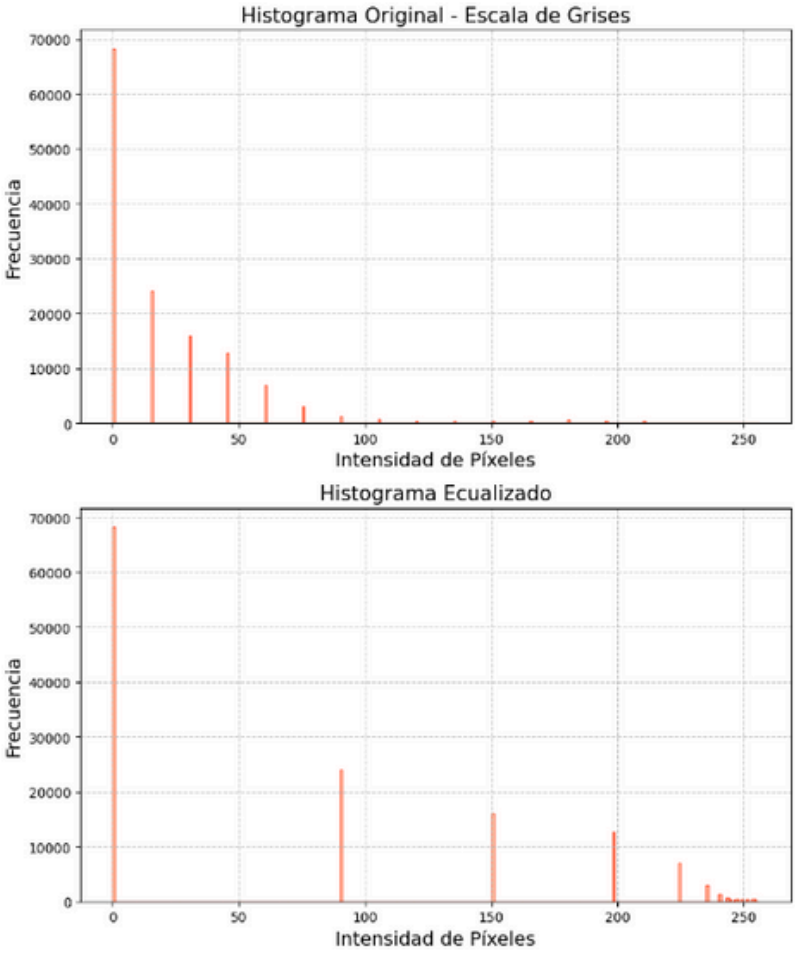 Histograma Original - Escala de Grises
70000
60000
50000
40000
30000
20000
10000
0
Frecuencia
0 50 100 150 200 250
Intensidad de Píxeles
Histograma Ecualizado
70000
60000
50000
40000
30000
20000
10000
0
Frecuencia
0 50 100 150 200 250
Intensidad de Píxeles